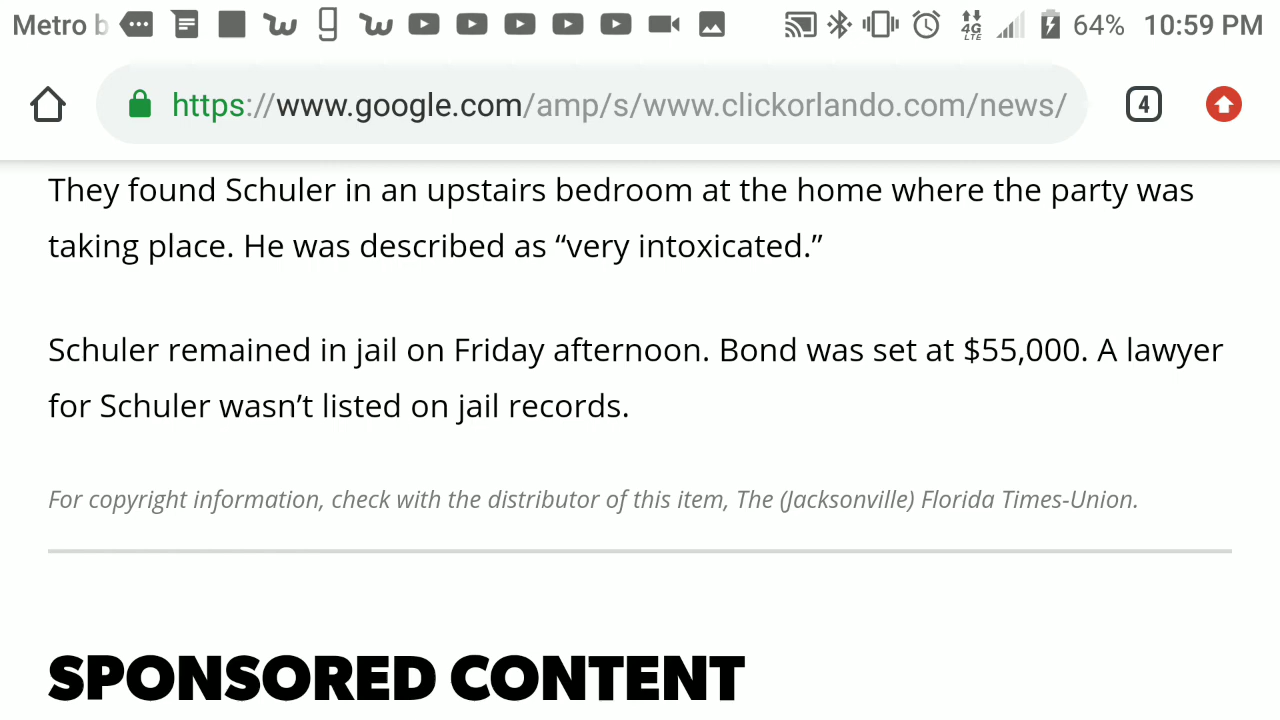 Metro b 4G LTE 64% 10:59 PM
https://www.google.com/amp/s/www.clickorlando.com/news/ 4
They found Schuler in an upstairs bedroom at the home where the party was
taking place. He was described as “very intoxicated.”
Schuler remained in jail on Friday afternoon. Bond was set at $55,000. A lawyer
for Schuler wasn’t listed on jail records.
For copyright information, check with the distributor of this item, The (Jacksonville) Florida Times-Union.
SPONSORED CONTENT